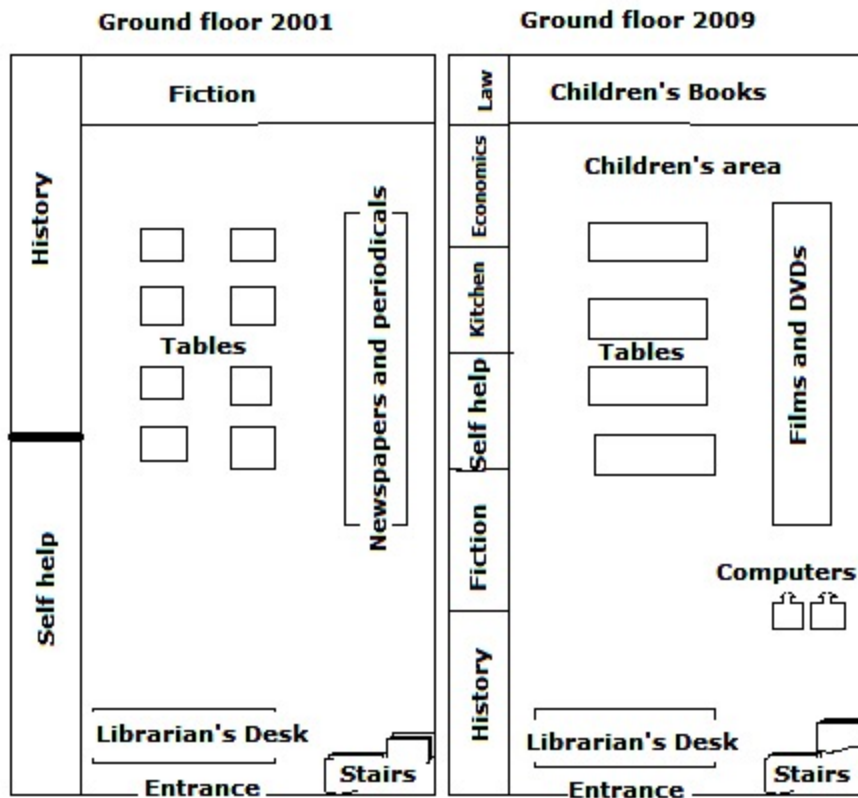 Ground floor 2001
Fiction
History
Newspapers and periodicals
Tables
Self help
Librarian's Desk
Stairs
Entrance
Ground floor 2009
Law
Children's Books
Children's area
Economics
Kitchen
Films and DVDs
Tables
Self help
Fiction
Computers
History
Librarian's Desk
Stairs
Entrance